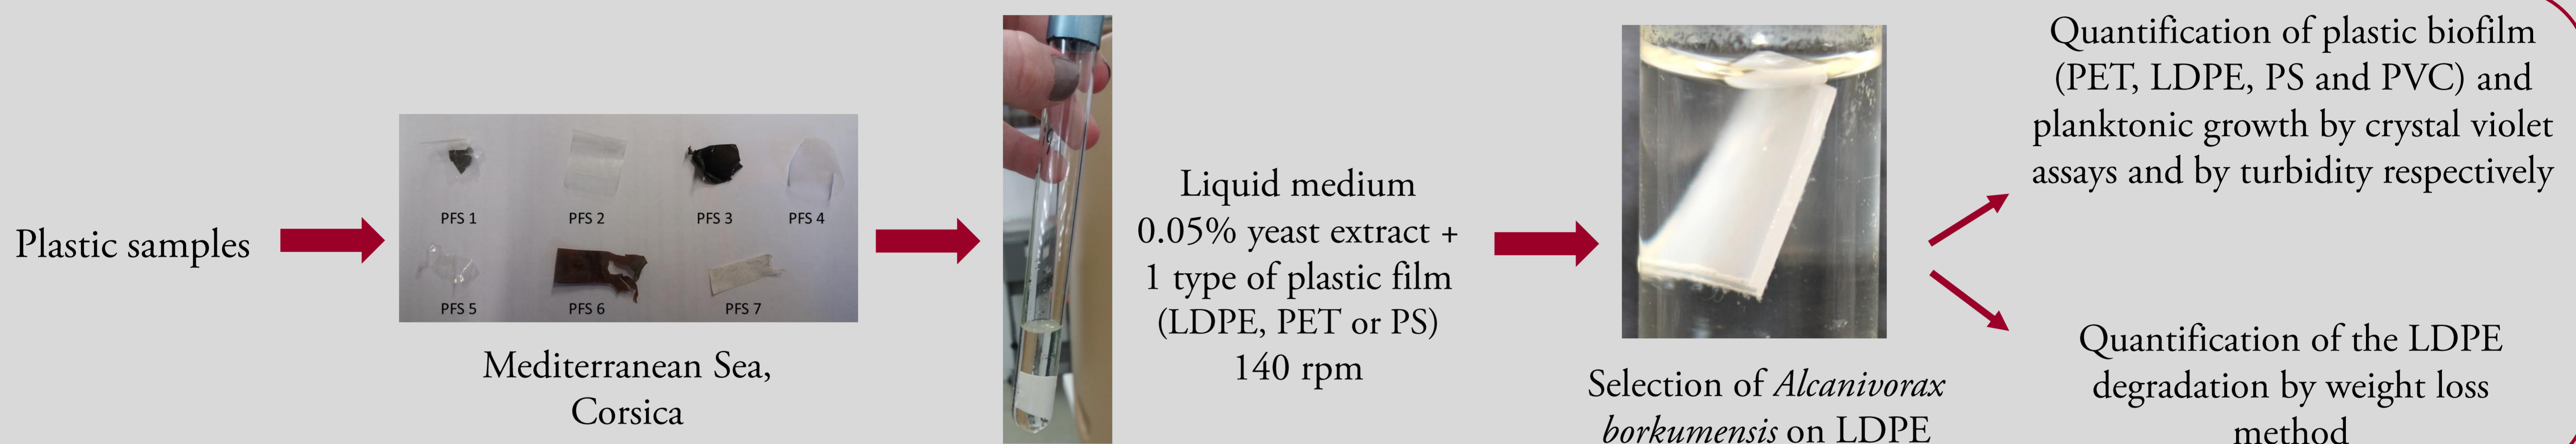 Plastic samples
PFS 1
PFS 2
PFS 3
PFS 4
PFS 5
PFS 6
PFS 7
Mediterranean Sea,
Corsica
Liquid medium
0.05% yeast extract +
1 type of plastic film
(LDPE, PET or PS)
140 rpm
Selection of Alcanivorax
borkumensis on LDPE
Quantification of plastic biofilm
(PET, LDPE, PS and PVC) and
planktonic growth by crystal violet
assays and by turbidity respectively
Quantification of the LDPE
degradation by weight loss
method